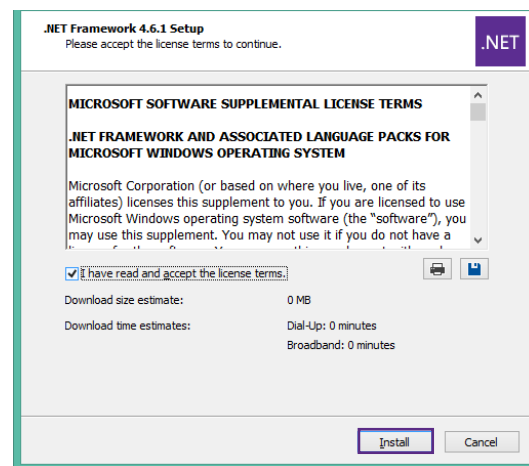 .NET Framework 4.6.1 Setup
Please accept the license terms to continue.
.NET
MICROSOFT SOFTWARE SUPPLEMENTAL LICENSE TERMS
.NET FRAMEWORK AND ASSOCIATED LANGUAGE PACKS FOR
MICROSOFT WINDOWS OPERATING SYSTEM
Microsoft Corporation (or based on where you live, one of its
affiliates) licenses this supplement to you. If you are licensed to use
Microsoft Windows operating system software (the “software”), you
may use this supplement. You may not use it if you do not have a
I have read and accept the license terms.
Download size estimate: 0 MB
Download time estimates: Dial-Up: 0 minutes
Broadband: 0 minutes
Install Cancel